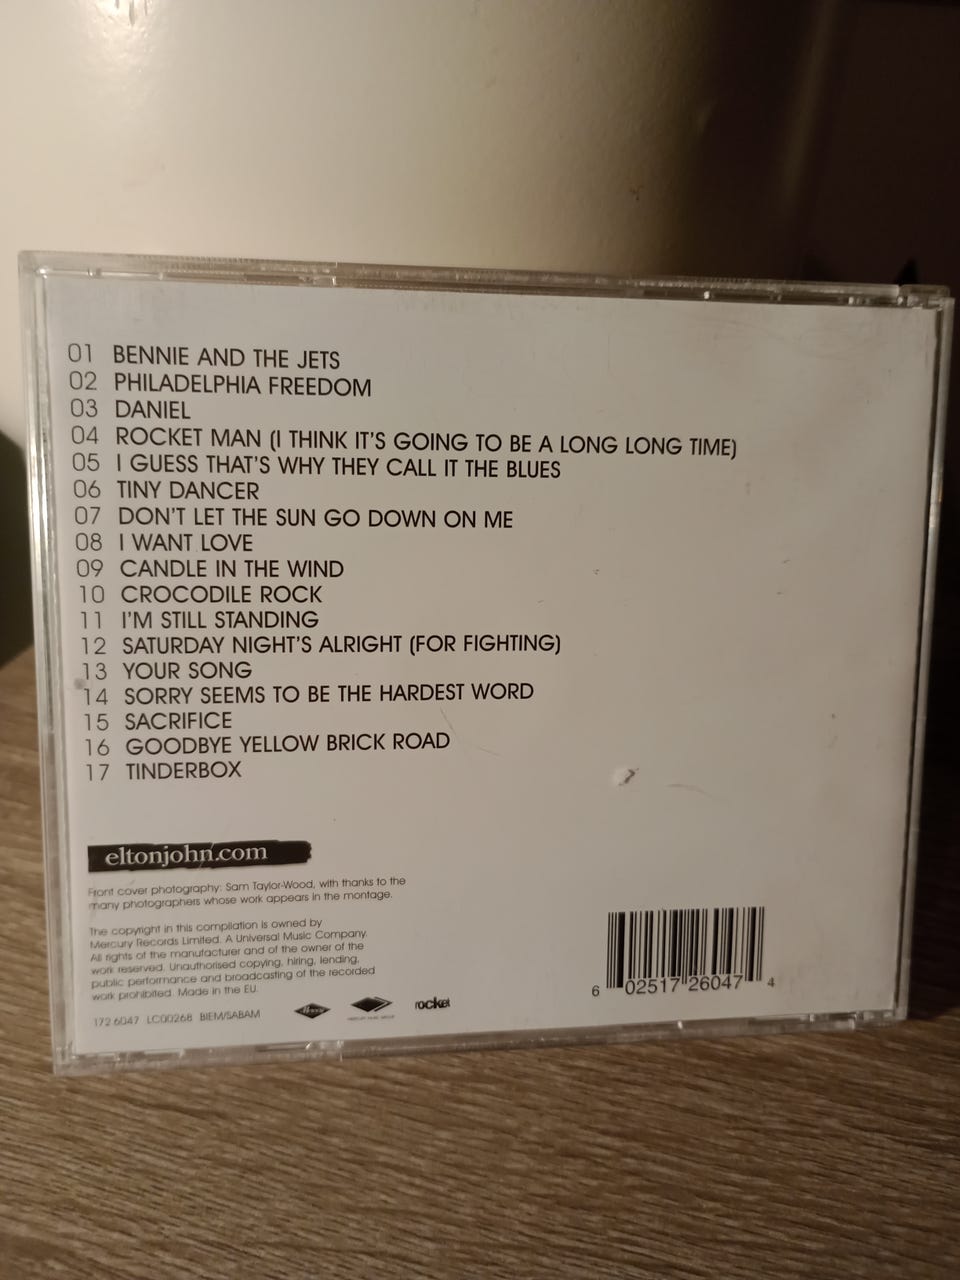 01 BENNIE AND THE JETS
02 PHILADELPHIA FREEDOM
03 DANIEL
04 ROCKET MAN (I THINK IT'S GOING TO BE A LONG LONG TIME)
05 I GUESS THAT'S WHY THEY CALL IT THE BLUES
06 TINY DANCER
07 DON'T LET THE SUN GO DOWN ON ME
08 I WANT LOVE
09 CANDLE IN THE WIND
10 CROCODILE ROCK
11 I'M STILL STANDING
12 SATURDAY NIGHT'S ALRIGHT (FOR FIGHTING)
13 YOUR SONG
14 SORRY SEEMS TO BE THE HARDEST WORD
15 SACRIFICE
16 GOODBYE YELLOW BRICK ROAD
17 TINDERBOX
eltonjohn.com
Front cover photography: Sam Taylor-Wood, with thanks to the
many photographers whose work appears in the montage.
The copyright in this compilation is owned by
Mercury Records Limited. A Universal Music Company.
All rights of the manufacturer and of the owner of the
work reserved. Unauthorised copying, hiring, lending,
public performance and broadcasting of the recorded
work prohibited. Made in the EU.
172 6047 LC00268 BIEM/SABAM
rocket
6 02517 26047 4